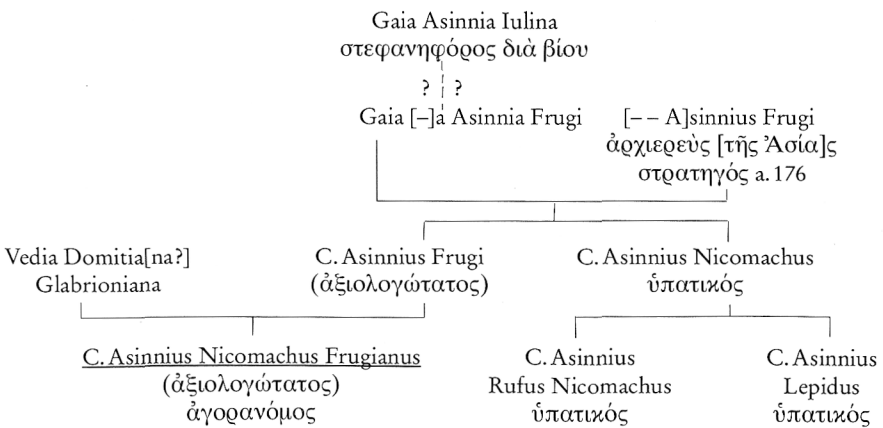 Gaia Asinnia Iulina
στεφανηφόρος διὰ βίου
? ?
Gaia [–]a Asinnia Frugi
[–– A]sinnius Frugi
ἀρχιερεὺς [τῆς Ἀσία]ς
στρατηγός a. 176
Vedia Domitia[na?]
Glabrioniana
C. Asinnius Frugi
(ἀξιολογώτατος)
C. Asinnius Nicomachus
ὑπατικός
C. Asinnius Nicomachus Frugianus
(ἀξιολογώτατος)
ἀγορανόμος
C. Asinnius
Rufus Nicomachus
ὑπατικός
C. Asinnius
Lepidus
ὑπατικός